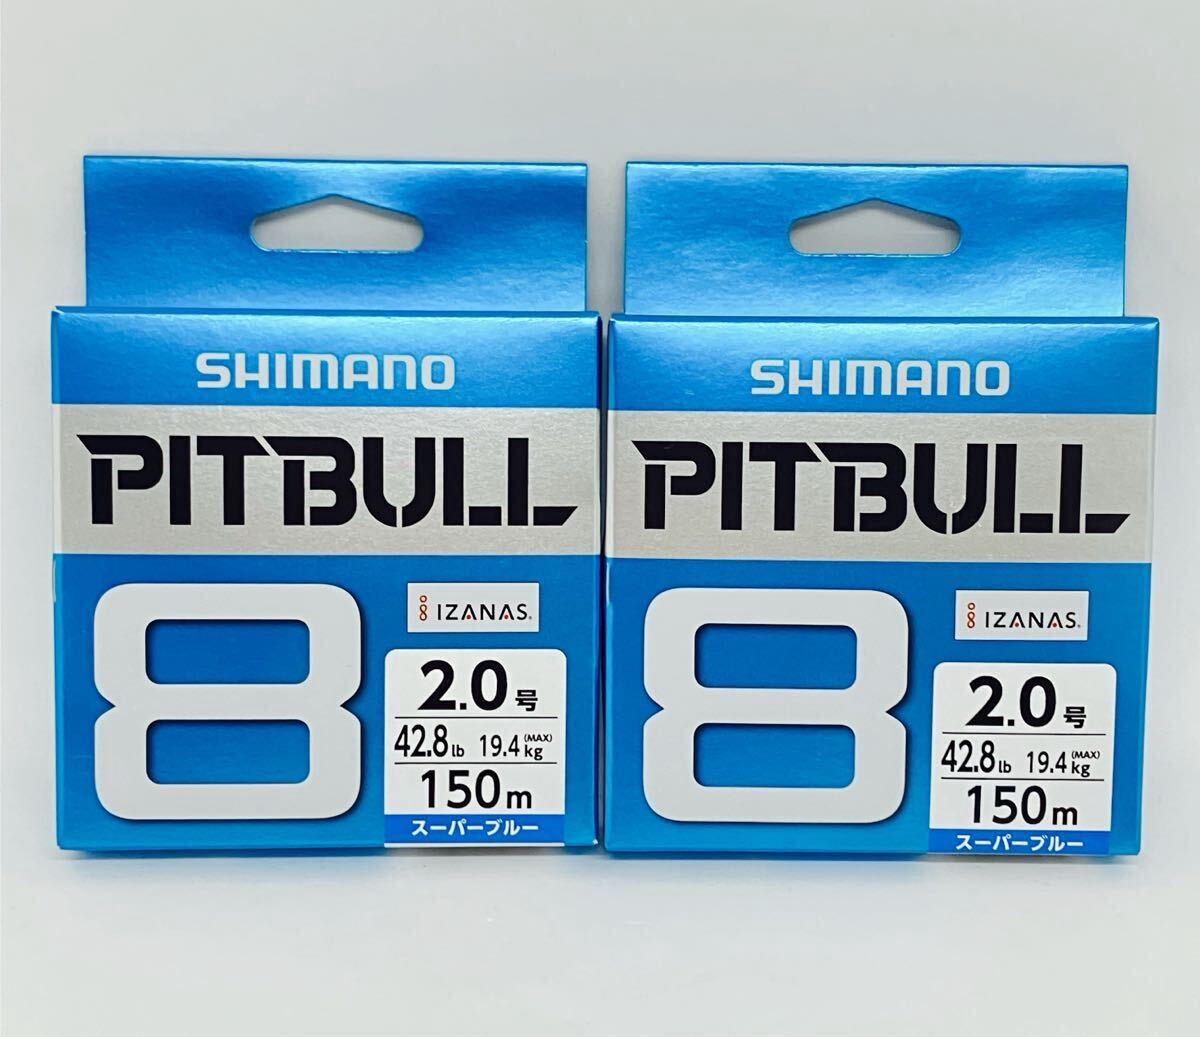 SHIMANO
PITBULL
8
IZANAS®
2.0号
42.8lb 19.4kg(MAX)
150m
スーパーブルー
SHIMANO
PITBULL
8
IZANAS®
2.0号
42.8lb 19.4kg(MAX)
150m
スーパーブルー